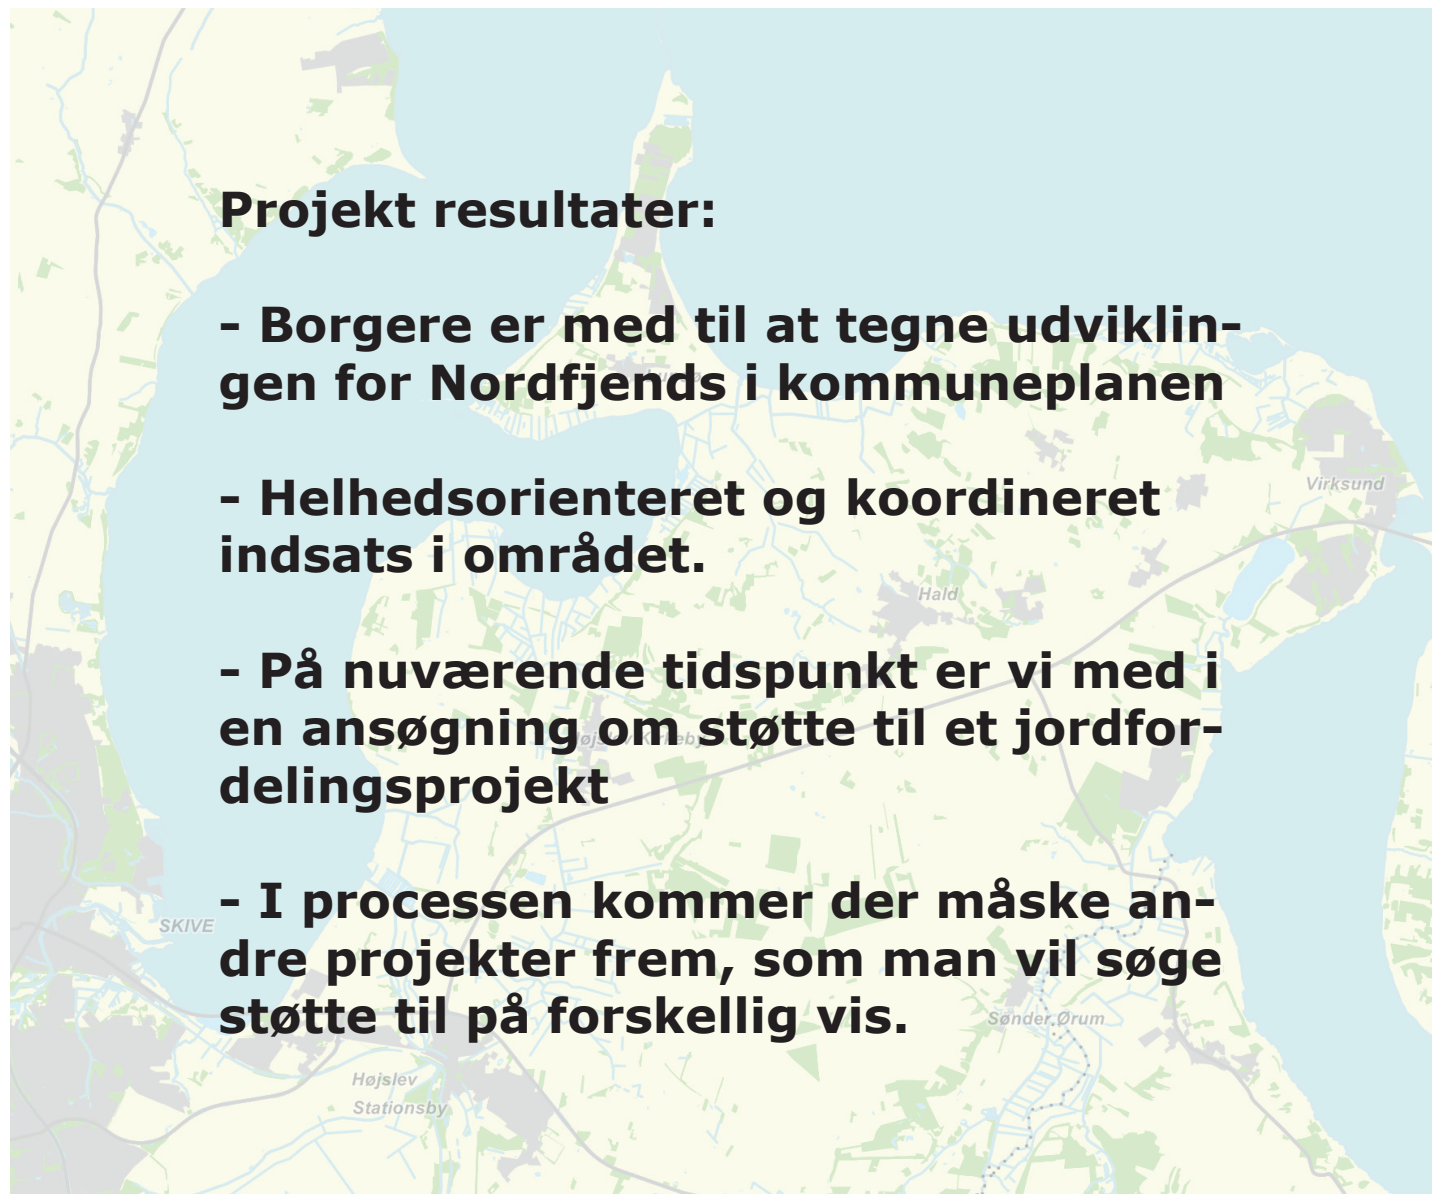 Projekt resultater:
- Borgere er med til at tegne udviklin-
gen for Nordfjends i kommuneplanen
- Helhedsorienteret og koordineret
indsats i området.
- På nuværende tidspunkt er vi med i
en ansøgning om støtte til et jordfor-
delingsprojekt
- I processen kommer der måske an-
dre projekter frem, som man vil søge
støtte til på forskellig vis.
Virksund
Hald
Højslev Kirkeby
SKIVE
Sønder Ørum
Højslev
Stationsby